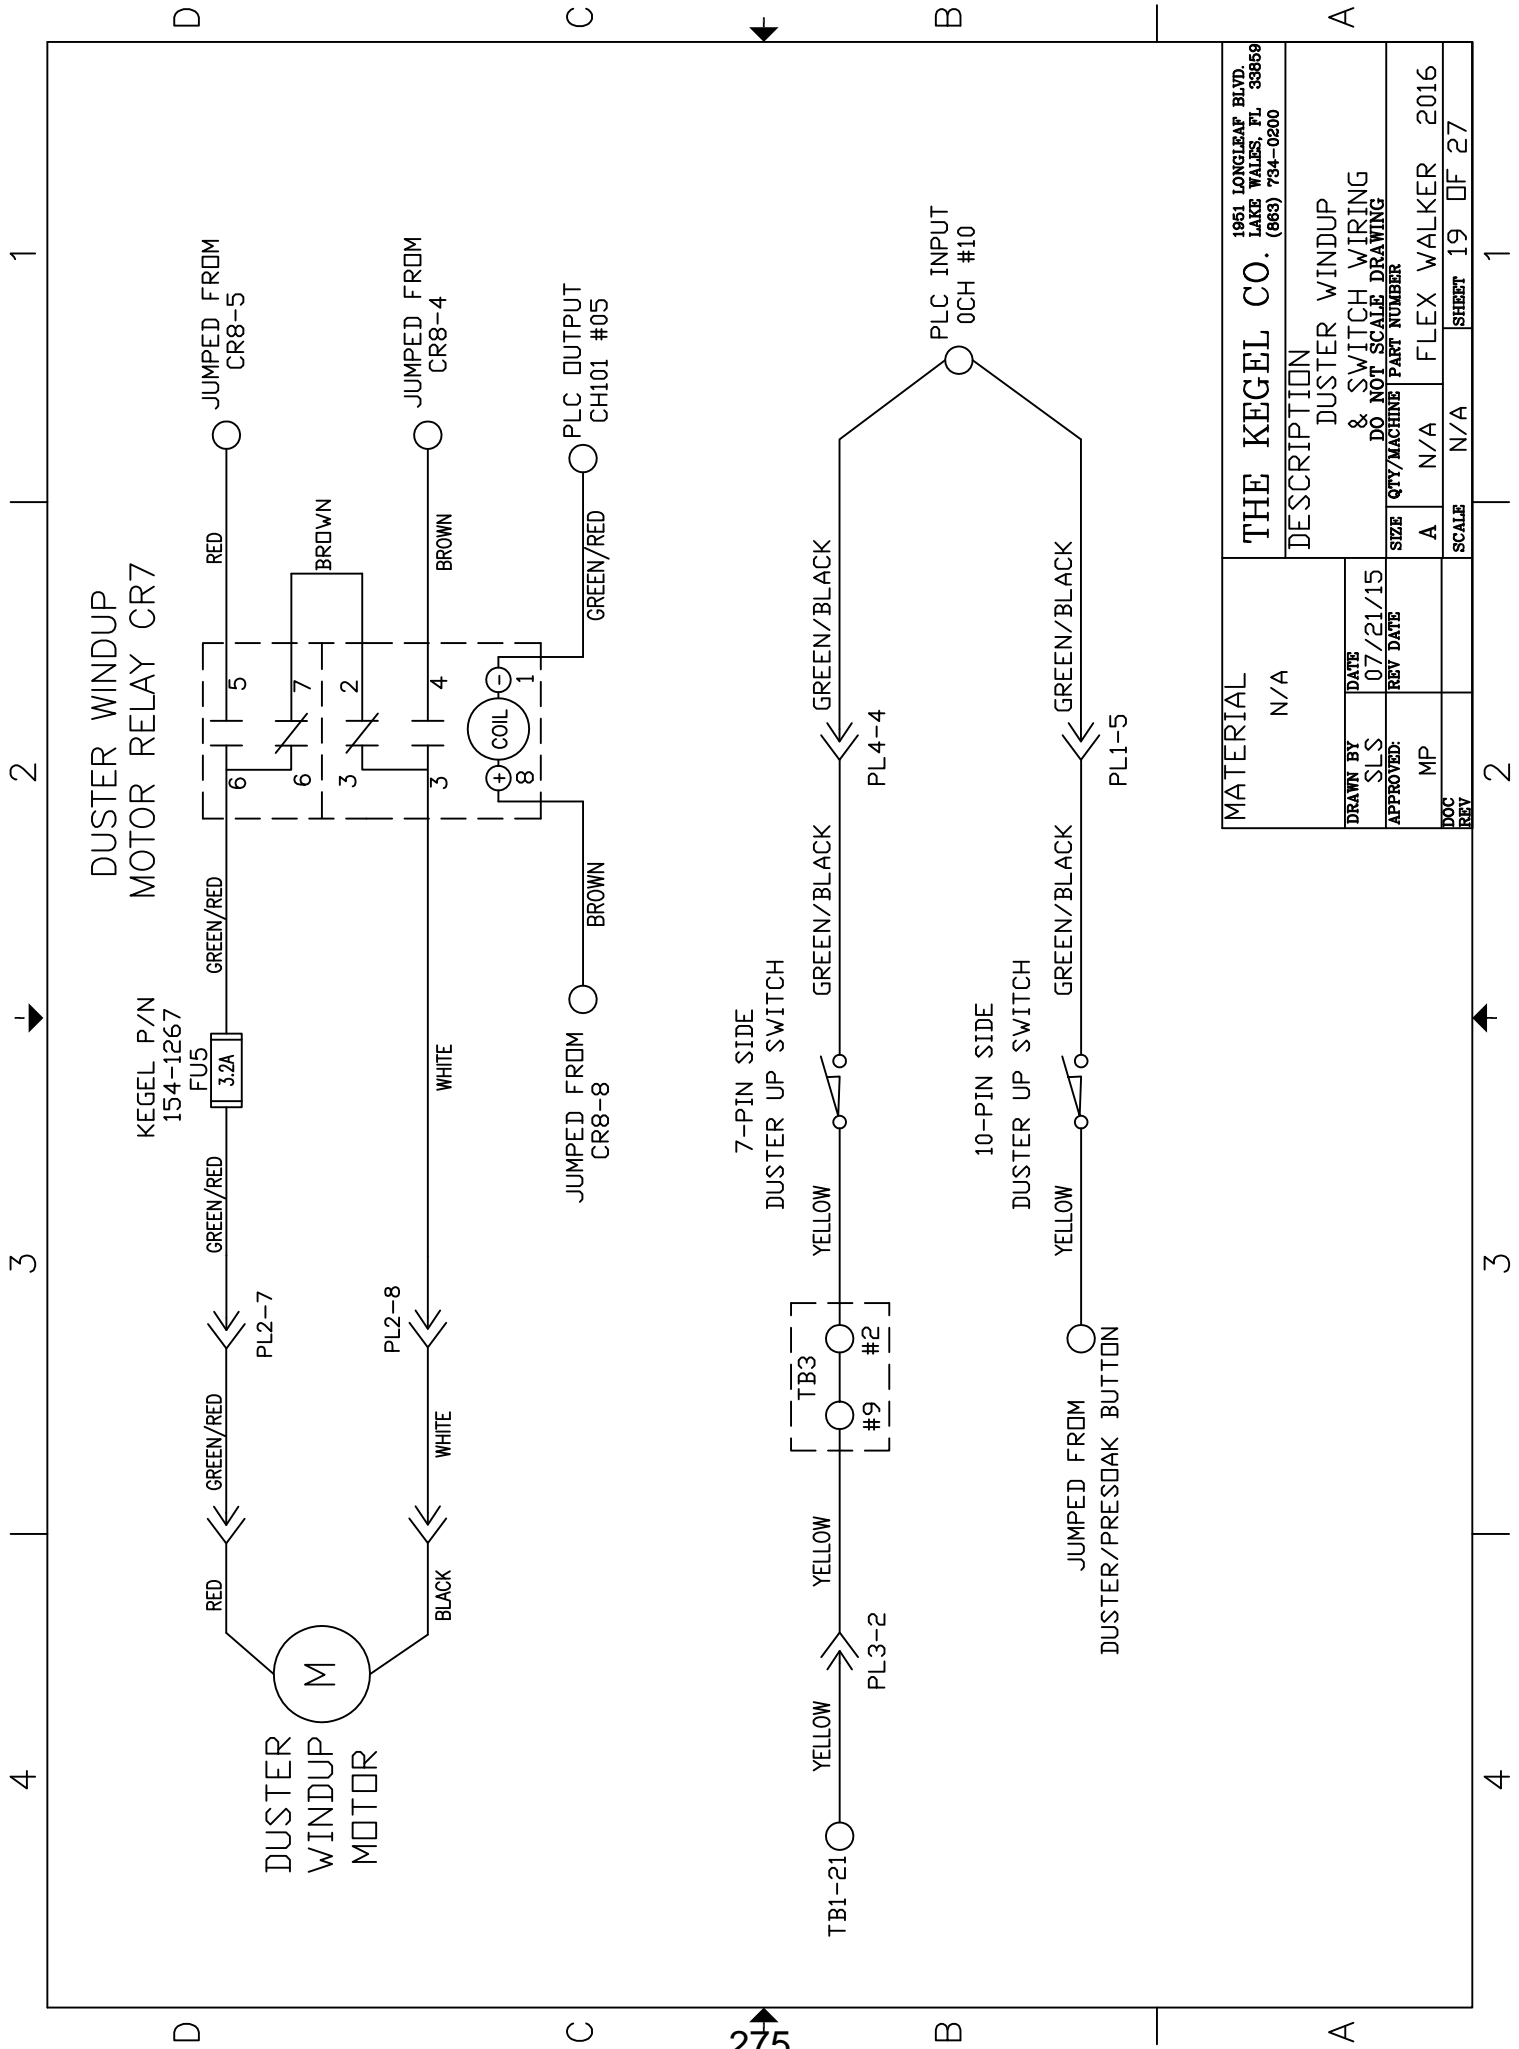 4
3
2
1
D
DUSTER WINDUP
MOTOR RELAY CR7
KEGEL P/N
154-1267
FU5
3.2A
RED
GREEN/RED
GREEN/RED
GREEN/RED
RED
JUMPED FROM
CR8-5
PL2-7
6
5
DUSTER
WINDUP
MOTOR
M
6
7
BROWN
3
2
PL2-8
BLACK
WHITE
WHITE
3
4
BROWN
JUMPED FROM
CR8-4
COIL
+
-
8
1
C
JUMPED FROM
CR8-8
BROWN
GREEN/RED
PLC OUTPUT
CH101 #05
7-PIN SIDE
DUSTER UP SWITCH
TB1-21
YELLOW
PL3-2
YELLOW
TB3
#9
#2
YELLOW
GREEN/BLACK
PL4-4
GREEN/BLACK
B
PLC INPUT
0CH #10
10-PIN SIDE
DUSTER UP SWITCH
JUMPED FROM
DUSTER/PRESOAK BUTTON
YELLOW
GREEN/BLACK
PL1-5
GREEN/BLACK
MATERIAL
N/A
THE KEGEL CO.
1951 LONGLEAF BLVD.
LAKE WALES, FL 33859
(863) 734-0200
DESCRIPTION
DUSTER WINDUP
& SWITCH WIRING
DO NOT SCALE DRAWING
DRAWN BY
SLS
DATE
07/21/15
APPROVED:
MP
REV DATE
SIZE
A
QTY/MACHINE
N/A
PART NUMBER
FLEX WALKER 2016
DOC
REV
SCALE
N/A
SHEET 19 OF 27
A
D
C
B
A
4
3
2
1
275